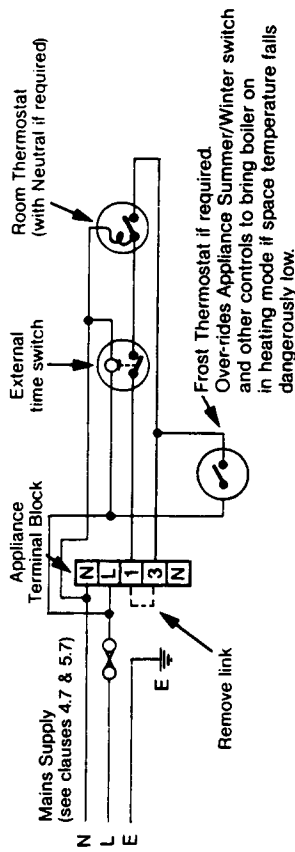 Mains Supply
(see clauses 4.7 & 5.7)
N
L
E
E
Appliance
Terminal Block
N
L
1
3
N
Remove link
External
time switch
Room Thermostat
(with Neutral if required)
Frost Thermostat if required.
Over-rides Appliance Summer/Winter switch
and other controls to bring boiler on
in heating mode if space temperature falls
dangerously low.